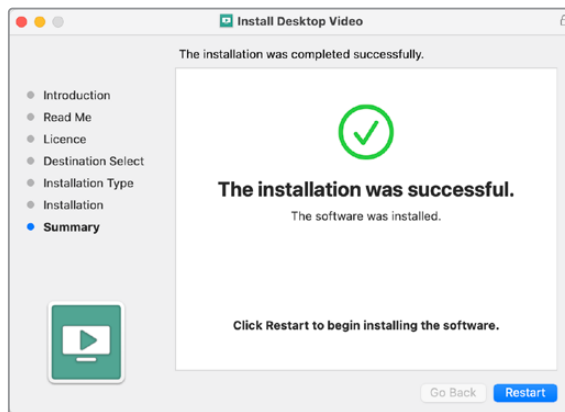 Install Desktop Video
The installation was completed successfully.
Introduction
Read Me
Licence
Destination Select
Installation Type
Installation
Summary
The installation was successful.
The software was installed.
Click Restart to begin installing the software.
Go Back
Restart